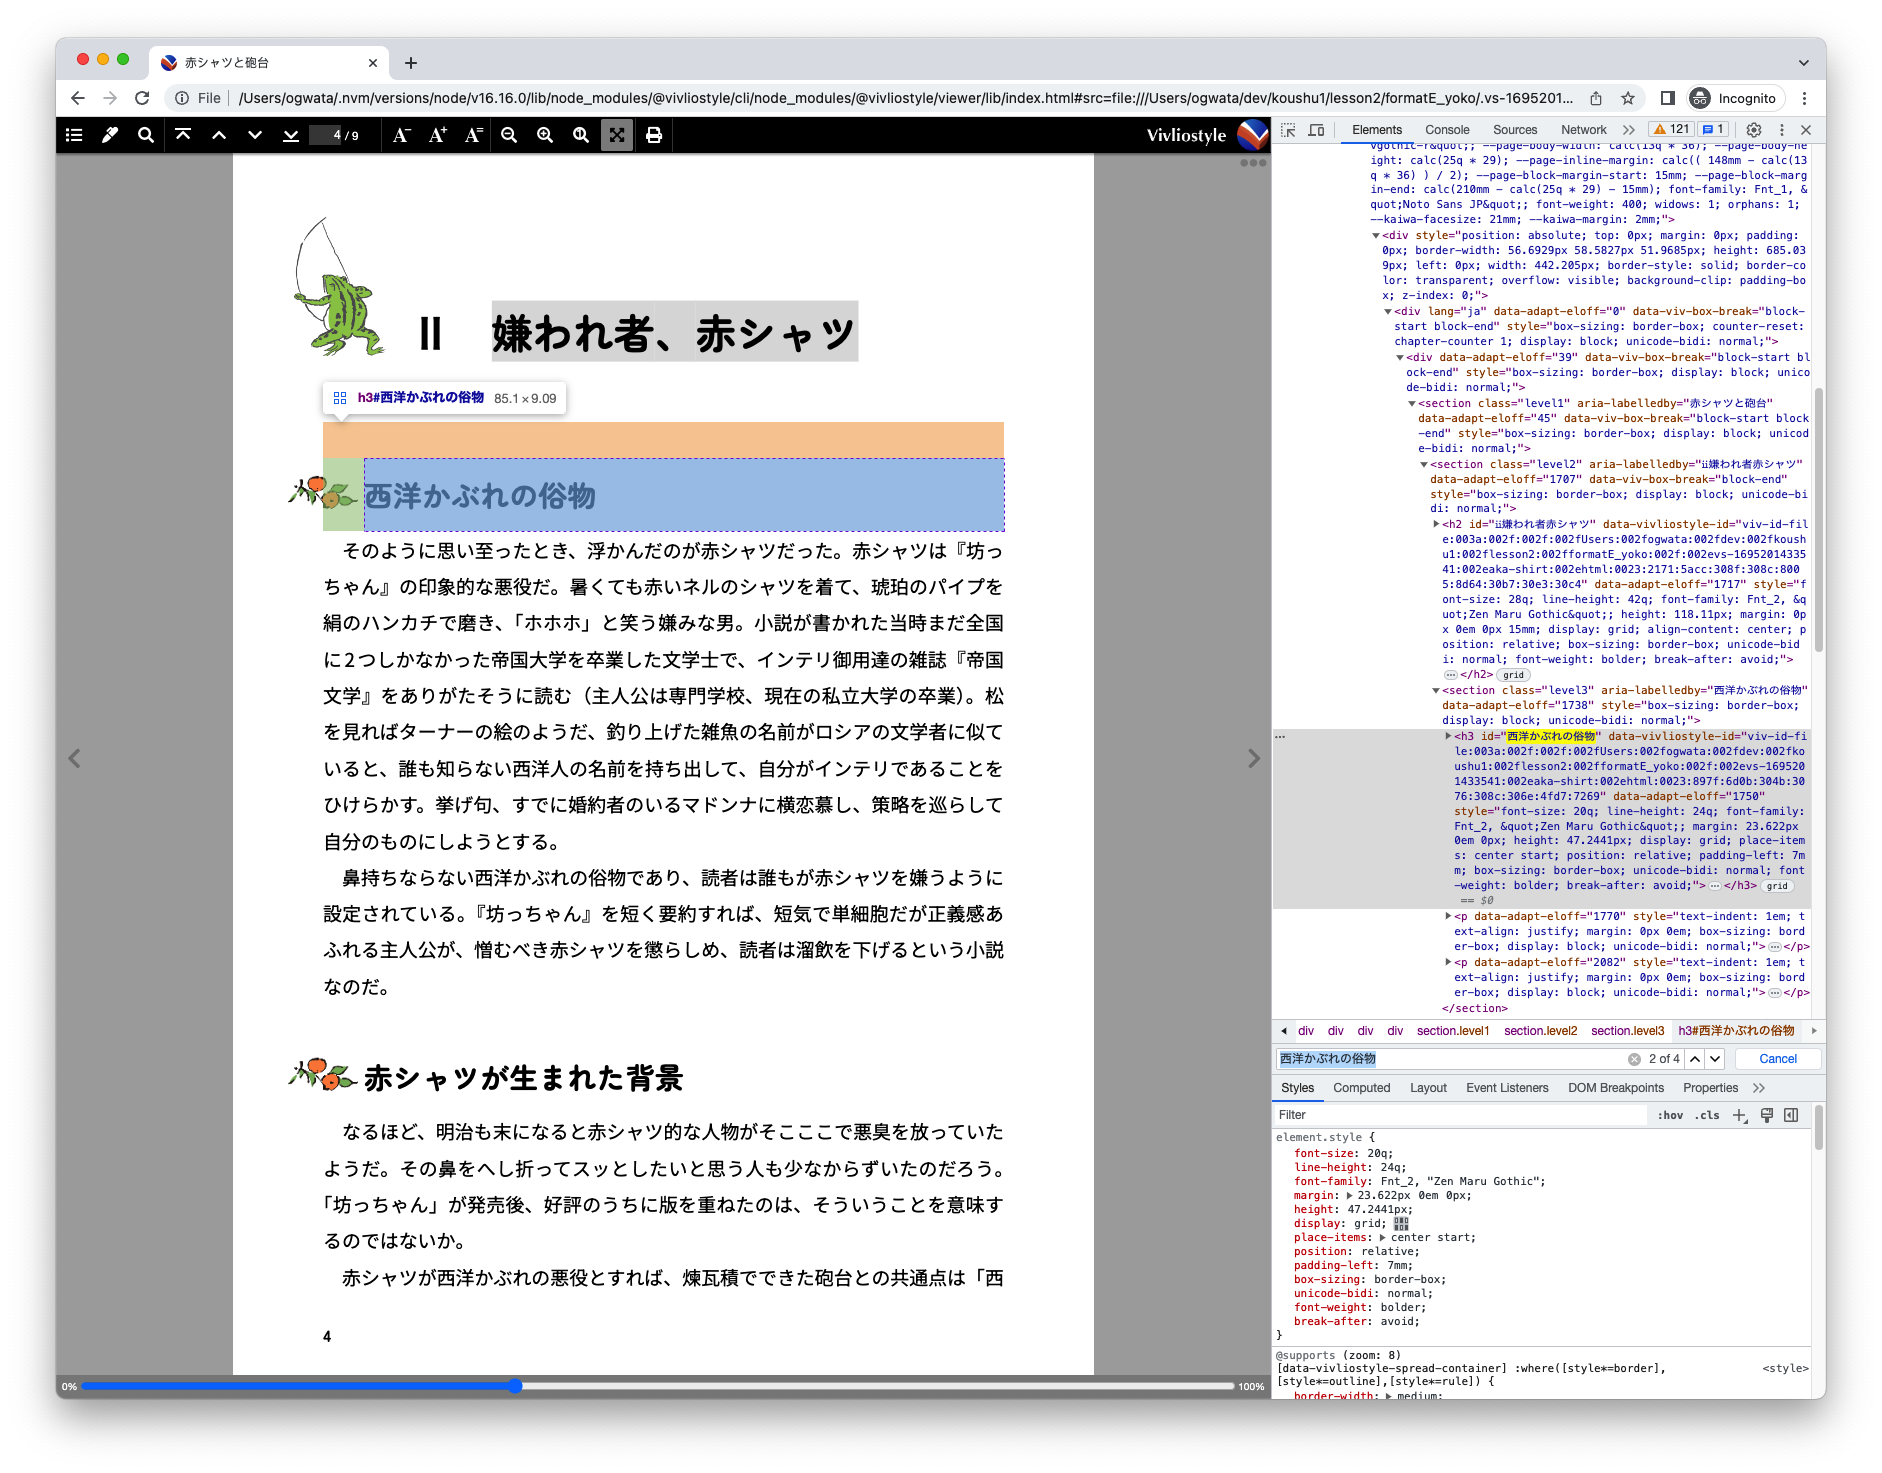 赤シャツと砲台
File
/Users/ogwata/.nvm/versions/node/v16.16.0/lib/node_modules/@vivliostyle/cli/node_modules/@vivliostyle/viewer/lib/index.html#src=file:///Users/ogwata/dev/koushu1/lesson2/formatE_yoko/.vs-1695201...
Incognito
4 / 9
A− A+ A=
Vivliostyle
II 嫌われ者、赤シャツ
h3#西洋かぶれの俗物 85.1 × 9.09
西洋かぶれの俗物
そのように思い至ったとき、浮かんだのが赤シャツだった。赤シャツは『坊っ
ちゃん』の印象的な悪役だ。暑くても赤いネルのシャツを着て、琥珀のパイプを
絹のハンカチで磨き、「ホホホ」と笑う嫌みな男。小説が書かれた当時まだ全国
に2つしかなかった帝国大学を卒業した文学士で、インテリ御用達の雑誌『帝国
文学』をありがたそうに読む（主人公は専門学校、現在の私立大学の卒業）。松
を見ればターナーの絵のようだ、釣り上げた雑魚の名前がロシアの文学者に似て
いると、誰も知らない西洋人の名前を持ち出して、自分がインテリであることを
ひけらかす。挙げ句、すでに婚約者のいるマドンナに横恋慕し、策略を巡らして
自分のものにしようとする。
鼻持ちならない西洋かぶれの俗物であり、読者は誰もが赤シャツを嫌うように
設定されている。『坊っちゃん』を短く要約すれば、短気で単細胞だが正義感あ
ふれる主人公が、憎むべき赤シャツを懲らしめ、読者は溜飲を下げるという小説
なのだ。
赤シャツが生まれた背景
なるほど、明治も末になると赤シャツ的な人物がそこここで悪臭を放っていた
ようだ。その鼻をへし折ってスッとしたいと思う人も少なからずいたのだろう。
「坊っちゃん」が発売後、好評のうちに版を重ねたのは、そういうことを意味す
るのではないか。
赤シャツが西洋かぶれの悪役とすれば、煉瓦積でできた砲台との共通点は「西
4
0%
100%
Elements Console Sources Network 121 1
vgothic-r&quot;; --page-body-width: calc(13q * 36); --page-body-he
ight: calc(25q * 29); --page-inline-margin: calc(( 148mm - calc(13
q * 36) ) / 2); --page-block-margin-start: 15mm; --page-block-marg
in-end: calc(210mm - calc(25q * 29) - 15mm); font-family: Fnt_1, &
quot;Noto Sans JP&quot;; font-weight: 400; widows: 1; orphans: 1;
--kaiwa-facesize: 21mm; --kaiwa-margin: 2mm;">
<div style="position: absolute; top: 0px; margin: 0px; padding:
0px; border-width: 56.6929px 58.5827px 51.9685px; height: 685.03
9px; left: 0px; width: 442.205px; border-style: solid; border-co
lor: transparent; overflow: visible; background-clip: padding-bo
x; z-index: 0;">
<div lang="ja" data-adapt-eloff="0" data-viv-box-break="block-
start block-end" style="box-sizing: border-box; counter-reset:
chapter-counter 1; display: block; unicode-bidi: normal;">
<div data-adapt-eloff="39" data-viv-box-break="block-start bl
ock-end" style="box-sizing: border-box; display: block; unico
de-bidi: normal;">
<section class="level1" aria-labelledby="赤シャツと砲台"
data-adapt-eloff="45" data-viv-box-break="block-start block
-end" style="box-sizing: border-box; display: block; unicod
e-bidi: normal;">
<section class="level2" aria-labelledby="ii嫌われ者赤シャツ"
data-adapt-eloff="1707" data-viv-box-break="block-end"
style="box-sizing: border-box; display: block; unicode-bi
di: normal;">
<h2 id="ii嫌われ者赤シャツ" data-vivliostyle-id="viv-id-fil
e:003a:002f:002f:002fUsers:002fogwata:002fdev:002fkoush
u1:002flesson2:002fformatE_yoko:002f:002evs-16952014335
41:002eaka-shirt:002ehtml:0023:2171:5acc:308f:308c:800
5:8d64:30b7:30e3:30c4" data-adapt-eloff="1717" style="f
ont-size: 28q; line-height: 42q; font-family: Fnt_2, &q
uot;Zen Maru Gothic&quot;; height: 118.11px; margin: 0p
x 0em 0px 15mm; display: grid; align-content: center; p
osition: relative; box-sizing: border-box; unicode-bid
i: normal; font-weight: bolder; break-after: avoid;">
… </h2> grid
<section class="level3" aria-labelledby="西洋かぶれの俗物"
data-adapt-eloff="1738" style="box-sizing: border-box;
display: block; unicode-bidi: normal;">
<h3 id="西洋かぶれの俗物" data-vivliostyle-id="viv-id-fi
le:003a:002f:002f:002fUsers:002fogwata:002fdev:002fko
ushu1:002flesson2:002fformatE_yoko:002f:002evs-169520
1433541:002eaka-shirt:002ehtml:0023:897f:6d0b:304b:30
76:308c:306e:4fd7:7269" data-adapt-eloff="1750"
style="font-size: 20q; line-height: 24q; font-family:
Fnt_2, &quot;Zen Maru Gothic&quot;; margin: 23.622px
0em 0px; height: 47.2441px; display: grid; place-item
s: center start; position: relative; padding-left: 7m
m; box-sizing: border-box; unicode-bidi: normal; font
-weight: bolder; break-after: avoid;"> … </h3> grid
== $0
<p data-adapt-eloff="1770" style="text-indent: 1em; t
ext-align: justify; margin: 0px 0em; box-sizing: bord
er-box; display: block; unicode-bidi: normal;"> … </p>
<p data-adapt-eloff="2082" style="text-indent: 1em; t
ext-align: justify; margin: 0px 0em; box-sizing: bord
er-box; display: block; unicode-bidi: normal;"> … </p>
</section>
div div div div section.level1 section.level2 section.level3 h3#西洋かぶれの俗物
西洋かぶれの俗物 2 of 4 Cancel
Styles Computed Layout Event Listeners DOM Breakpoints Properties
Filter :hov .cls
element.style {
font-size: 20q;
line-height: 24q;
font-family: Fnt_2, "Zen Maru Gothic";
margin: 23.622px 0em 0px;
height: 47.2441px;
display: grid;
place-items: center start;
position: relative;
padding-left: 7mm;
box-sizing: border-box;
unicode-bidi: normal;
font-weight: bolder;
break-after: avoid;
}
@supports (zoom: 8)
[data-vivliostyle-spread-container] :where([style*=border], <style>
[style*=outline],[style*=rule]) {
border-width: medium;